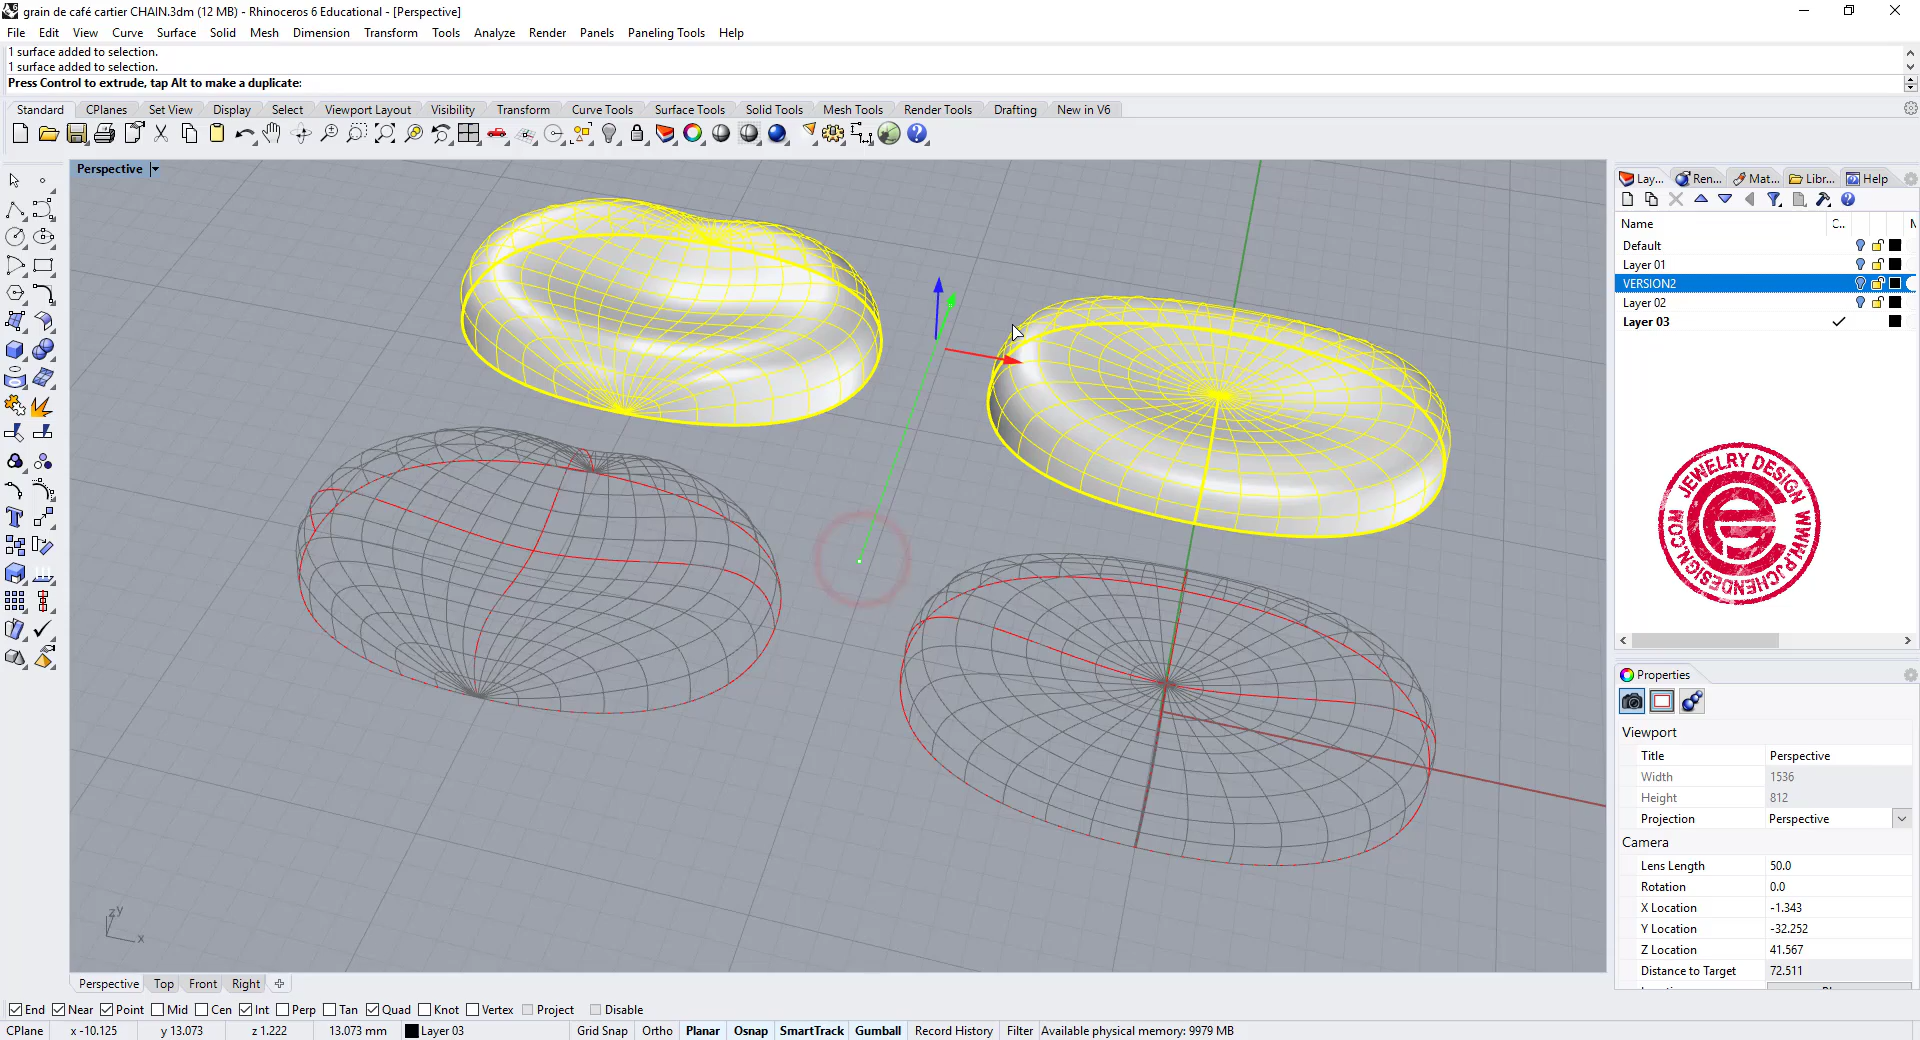 grain de café cartier CHAIN.3dm (12 MB) - Rhinoceros 6 Educational - [Perspective]
File Edit View Curve Surface Solid Mesh Dimension Transform Tools Analyze Render Panels Paneling Tools Help
1 surface added to selection.
1 surface added to selection.
Press Control to extrude, tap Alt to make a duplicate:
Standard CPlanes Set View Display Select Viewport Layout Visibility Transform Curve Tools Surface Tools Solid Tools Mesh Tools Render Tools Drafting New in V6
Perspective
Lay... Ren... Mat... Libr... Help
Name C.. M
Default
Layer 01
VERSION2
Layer 02
Layer 03
JEWELRY DESIGN WWW.PJCHENDESIGN.COM
Properties
Viewport
Title Perspective
Width 1536
Height 812
Projection Perspective
Camera
Lens Length 50.0
Rotation 0.0
X Location -1.343
Y Location -32.252
Z Location 41.567
Distance to Target 72.511
z y
x
Perspective Top Front Right
End Near Point Mid Cen Int Perp Tan Quad Knot Vertex Project Disable
CPlane x -10.125 y 13.073 z 1.222 13.073 mm Layer 03 Grid Snap Ortho Planar Osnap SmartTrack Gumball Record History Filter Available physical memory: 9979 MB